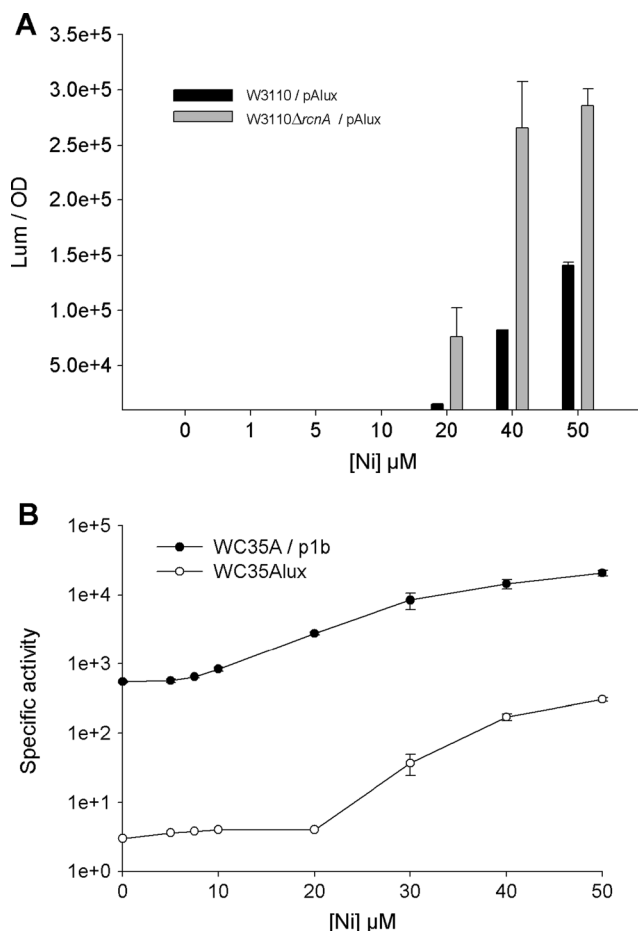 A
3.5e+5
3.0e+5
2.5e+5
2.0e+5
1.5e+5
1.0e+5
5.0e+4
Lum / OD
W3110 / pAlux
W3110ΔrcnA / pAlux
0 1 5 10 20 40 50
[Ni] µM
B
1e+5
1e+4
1e+3
1e+2
1e+1
1e+0
Specific activity
WC35A / p1b
WC35Alux
0 10 20 30 40 50
[Ni] µM